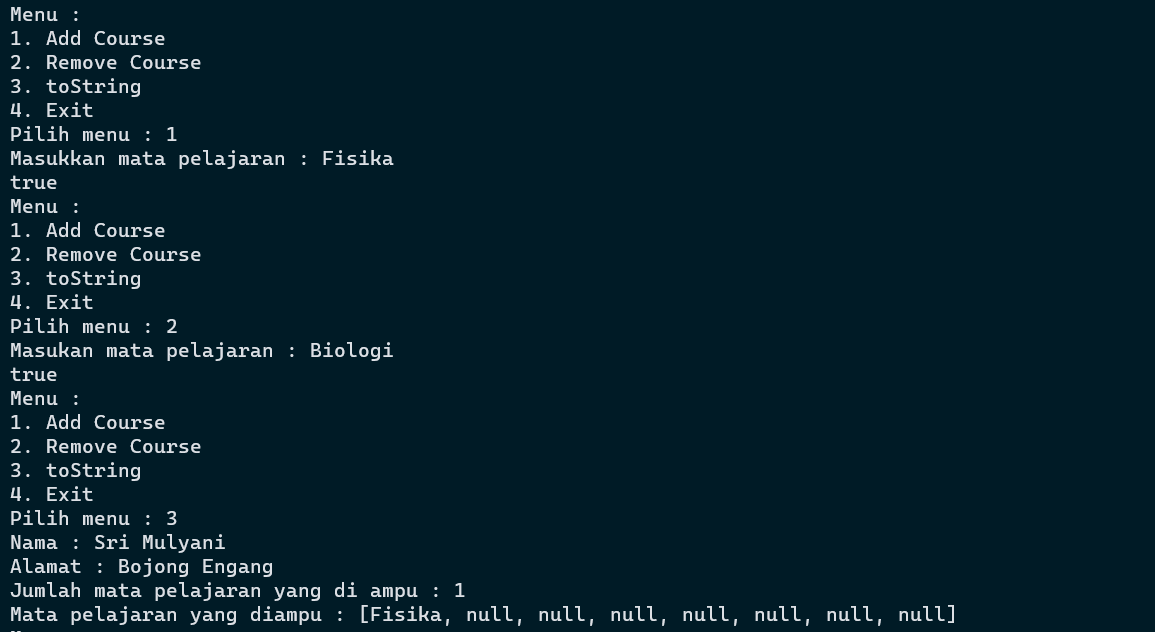 Menu :
1. Add Course
2. Remove Course
3. toString
4. Exit
Pilih menu : 1
Masukkan mata pelajaran : Fisika
true
Menu :
1. Add Course
2. Remove Course
3. toString
4. Exit
Pilih menu : 2
Masukan mata pelajaran : Biologi
true
Menu :
1. Add Course
2. Remove Course
3. toString
4. Exit
Pilih menu : 3
Nama : Sri Mulyani
Alamat : Bojong Engang
Jumlah mata pelajaran yang di ampu : 1
Mata pelajaran yang diampu : [Fisika, null, null, null, null, null, null, null]